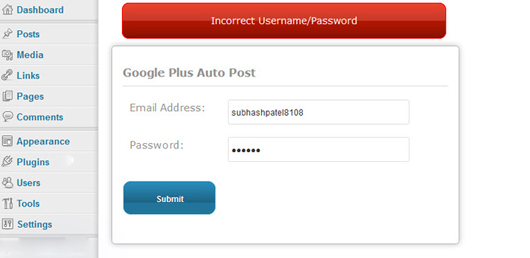 Dashboard
Posts
Media
Links
Pages
Comments
Appearance
Plugins
Users
Tools
Settings
Incorrect Username/Password
Google Plus Auto Post
Email Address:
subhashpatel8108
Password:
••••••
Submit